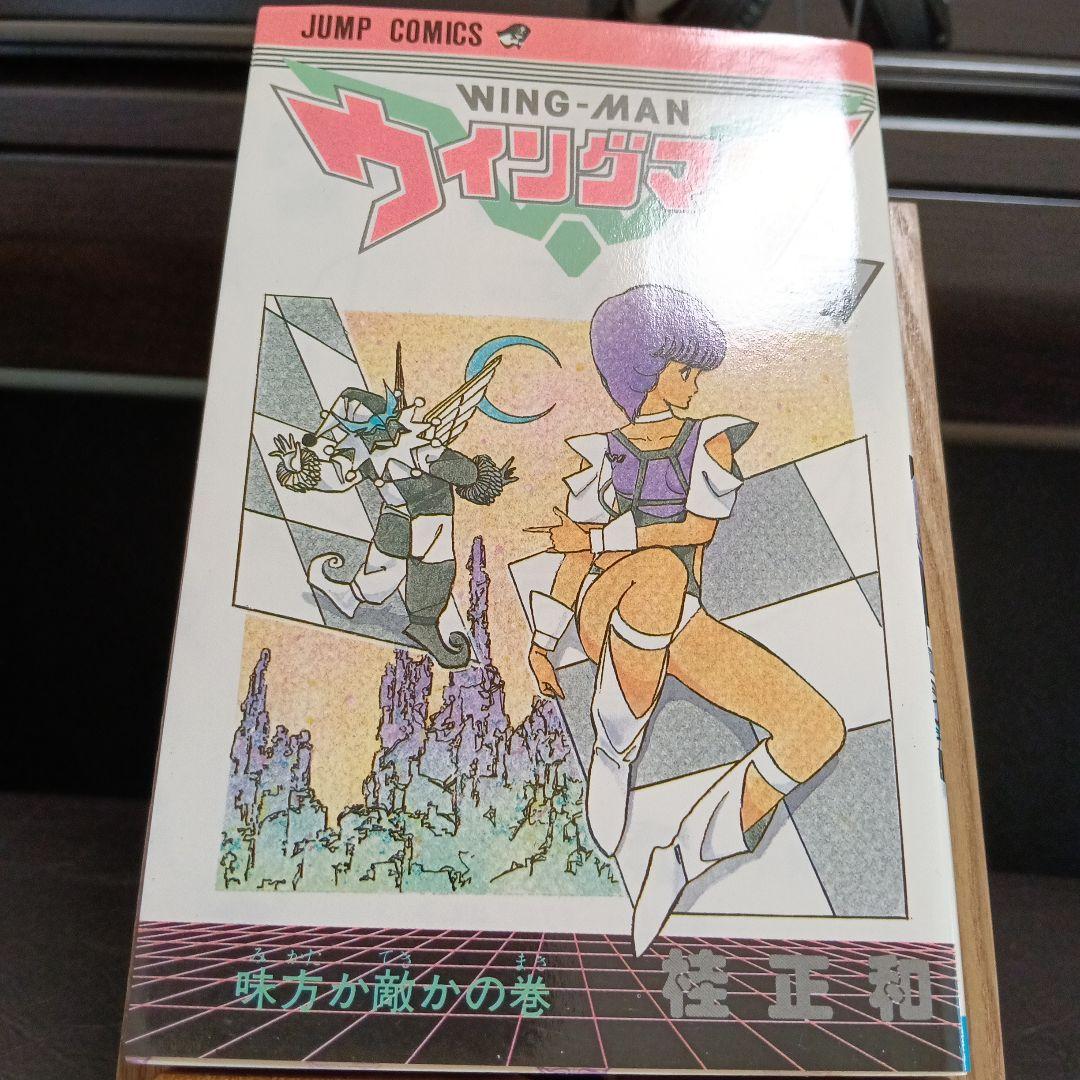 JUMP COMICS
WING-MAN
ウイングマ
味方か敵かの巻
みかた てき まき
桂正和